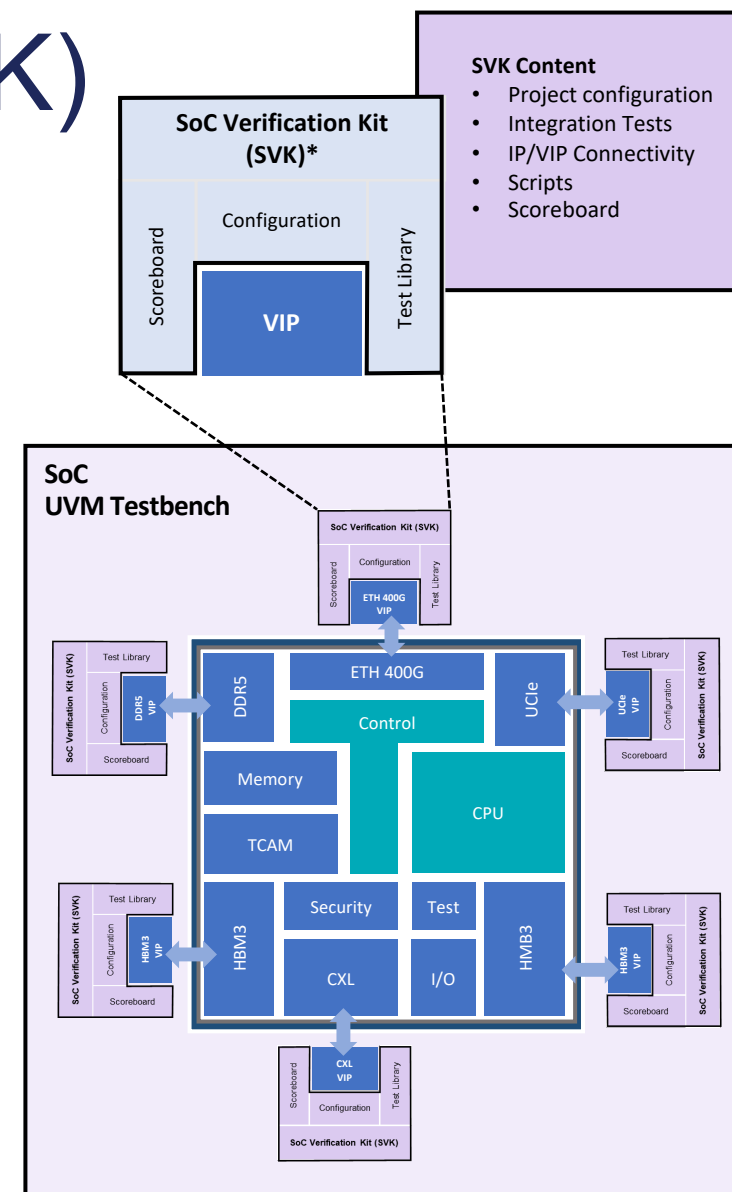 K)
SoC Verification Kit
(SVK)*
Scoreboard
Configuration
Test Library
VIP
SVK Content
• Project configuration
• Integration Tests
• IP/VIP Connectivity
• Scripts
• Scoreboard
SoC
UVM Testbench
SoC Verification Kit (SVK)
Scoreboard
Configuration
Test Library
ETH 400G
VIP
SoC Verification Kit (SVK)
Test Library
Configuration
DDR5
VIP
Scoreboard
Test Library
UCIe
VIP
Configuration
Scoreboard
SoC Verification Kit (SVK)
DDR5
ETH 400G
UCIe
Control
Memory
CPU
TCAM
HBM3
Security
Test
HMB3
CXL
I/O
SoC Verification Kit (SVK)
Test Library
Configuration
HBM3
VIP
Scoreboard
Test Library
HBM3
VIP
Configuration
Scoreboard
SoC Verification Kit (SVK)
Scoreboard
CXL
VIP
Configuration
Test Library
SoC Verification Kit (SVK)